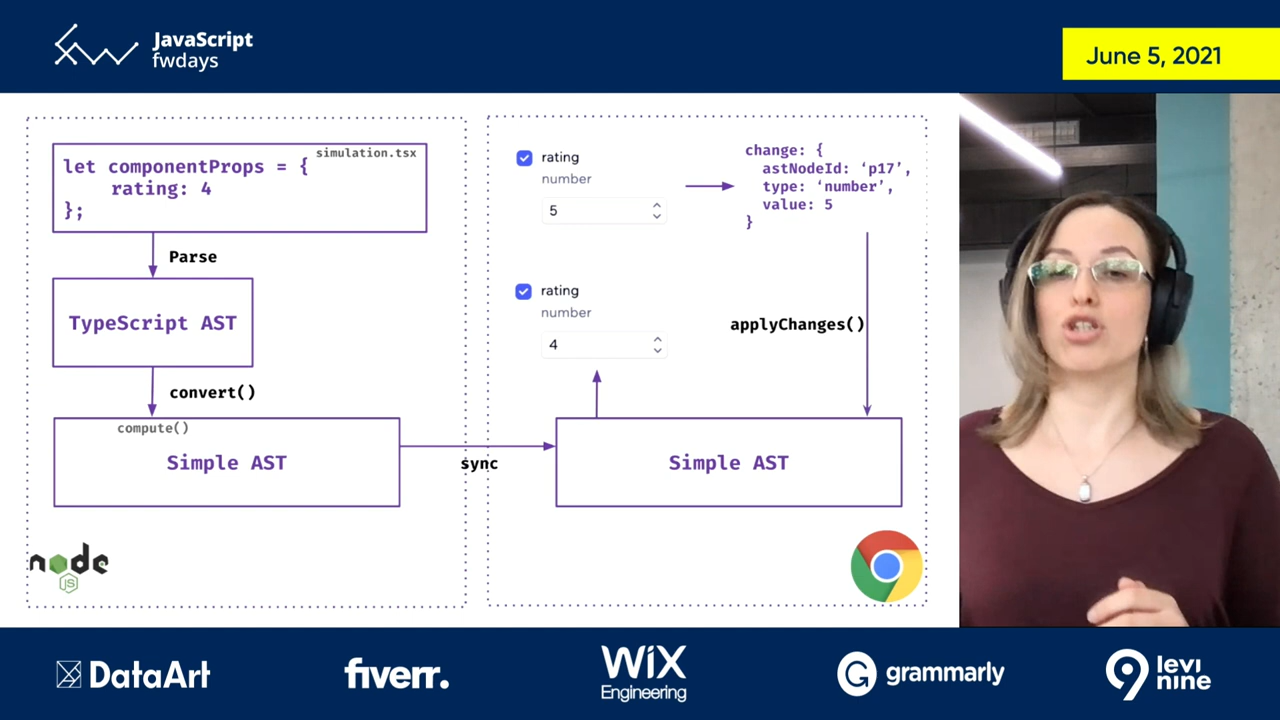 JavaScript
fwdays
June 5, 2021
simulation.tsx
let componentProps = {
rating: 4
};
Parse
TypeScript AST
convert()
compute()
Simple AST
sync
node
JS
rating
number
5
change: {
astNodeId: ‘p17’,
type: ‘number’,
value: 5
}
rating
number
4
applyChanges()
Simple AST
DataArt
fiverr.
WiX
Engineering
G grammarly
9 levi
nine